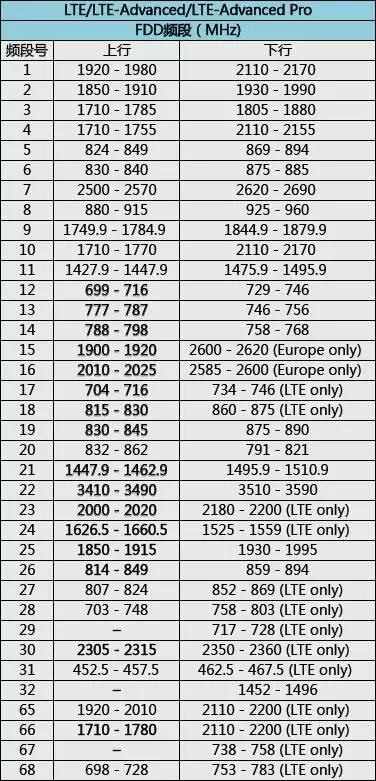 LTE/LTE-Advanced/LTE-Advanced Pro
FDD频段（MHz）
频段号 上行 下行
1 1920 - 1980 2110 - 2170
2 1850 - 1910 1930 - 1990
3 1710 - 1785 1805 - 1880
4 1710 - 1755 2110 - 2155
5 824 - 849 869 - 894
6 830 - 840 875 - 885
7 2500 - 2570 2620 - 2690
8 880 - 915 925 - 960
9 1749.9 - 1784.9 1844.9 - 1879.9
10 1710 - 1770 2110 - 2170
11 1427.9 - 1447.9 1475.9 - 1495.9
12 699 - 716 729 - 746
13 777 - 787 746 - 756
14 788 - 798 758 - 768
15 1900 - 1920 2600 - 2620 (Europe only)
16 2010 - 2025 2585 - 2600 (Europe only)
17 704 - 716 734 - 746 (LTE only)
18 815 - 830 860 - 875 (LTE only)
19 830 - 845 875 - 890
20 832 - 862 791 - 821
21 1447.9 - 1462.9 1495.9 - 1510.9
22 3410 - 3490 3510 - 3590
23 2000 - 2020 2180 - 2200 (LTE only)
24 1626.5 - 1660.5 1525 - 1559 (LTE only)
25 1850 - 1915 1930 - 1995
26 814 - 849 859 - 894
27 807 - 824 852 - 869 (LTE only)
28 703 - 748 758 - 803 (LTE only)
29 – 717 - 728 (LTE only)
30 2305 - 2315 2350 - 2360 (LTE only)
31 452.5 - 457.5 462.5 - 467.5 (LTE only)
32 – 1452 - 1496
65 1920 - 2010 2110 - 2200 (LTE only)
66 1710 - 1780 2110 - 2200 (LTE only)
67 – 738 - 758 (LTE only)
68 698 - 728 753 - 783 (LTE only)